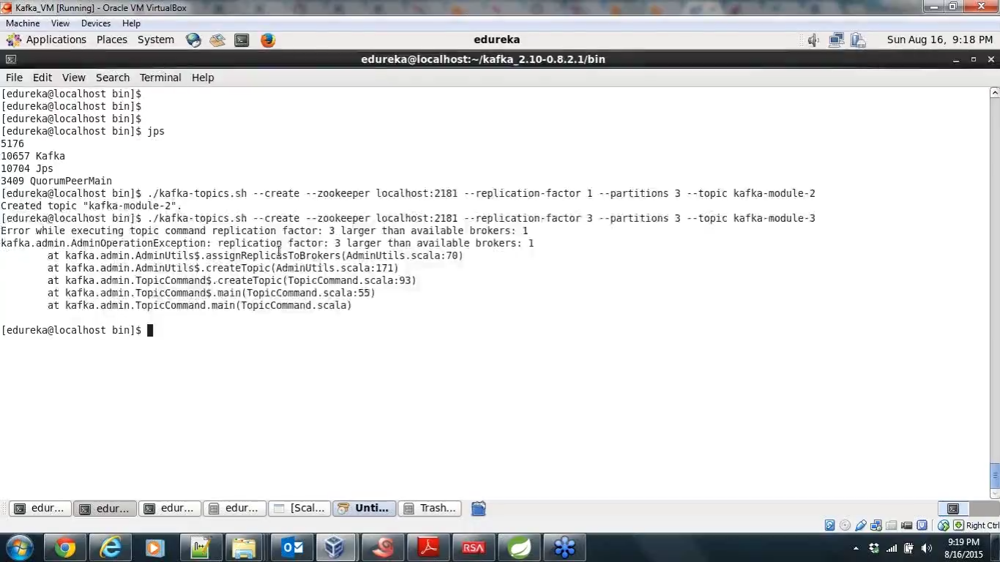 Kafka_VM [Running] - Oracle VM VirtualBox
Machine View Devices Help
Applications Places System edureka Sun Aug 16, 9:18 PM
edureka@localhost:~/kafka_2.10-0.8.2.1/bin
File Edit View Search Terminal Help
[edureka@localhost bin]$
[edureka@localhost bin]$
[edureka@localhost bin]$
[edureka@localhost bin]$ jps
5176
10657 Kafka
10704 Jps
3409 QuorumPeerMain
[edureka@localhost bin]$ ./kafka-topics.sh --create --zookeeper localhost:2181 --replication-factor 1 --partitions 3 --topic kafka-module-2
Created topic "kafka-module-2".
[edureka@localhost bin]$ ./kafka-topics.sh --create --zookeeper localhost:2181 --replication-factor 3 --partitions 3 --topic kafka-module-3
Error while executing topic command replication factor: 3 larger than available brokers: 1
kafka.admin.AdminOperationException: replication factor: 3 larger than available brokers: 1
at kafka.admin.AdminUtils$.assignReplicasToBrokers(AdminUtils.scala:70)
at kafka.admin.AdminUtils$.createTopic(AdminUtils.scala:171)
at kafka.admin.TopicCommand$.createTopic(TopicCommand.scala:93)
at kafka.admin.TopicCommand$.main(TopicCommand.scala:55)
at kafka.admin.TopicCommand.main(TopicCommand.scala)
[edureka@localhost bin]$
edur... edur... edur... edur... [Scal... Unti... Trash...
Right Ctrl
RSA
9:19 PM
8/16/2015